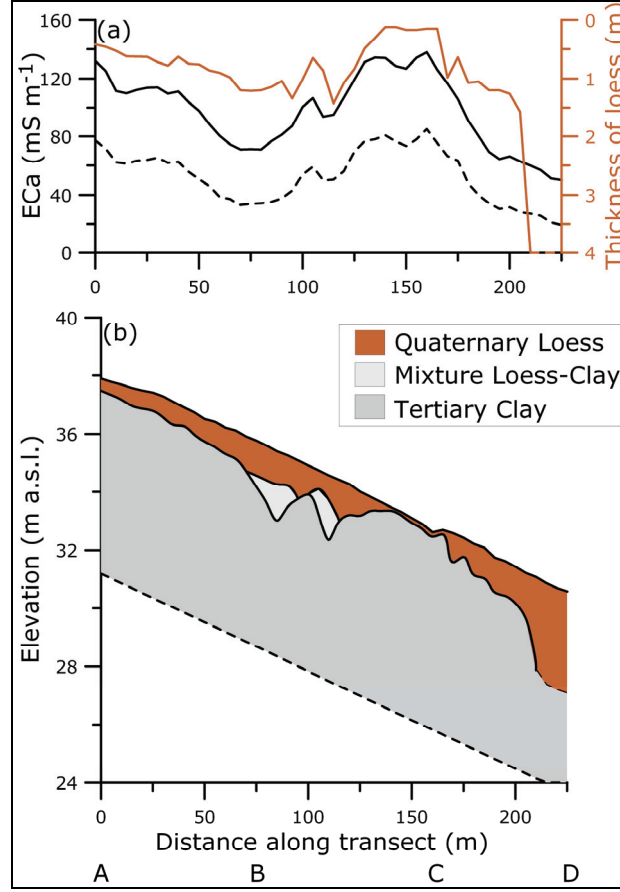 (a)
160
120
80
40
0
ECa (mS m⁻¹)
0
1
2
3
4
Thickness of loess (m)
0
50
100
150
200
(b)
40
36
32
28
24
Elevation (m a.s.l.)
Quaternary Loess
Mixture Loess-Clay
Tertiary Clay
0
50
100
150
200
Distance along transect (m)
A B C D